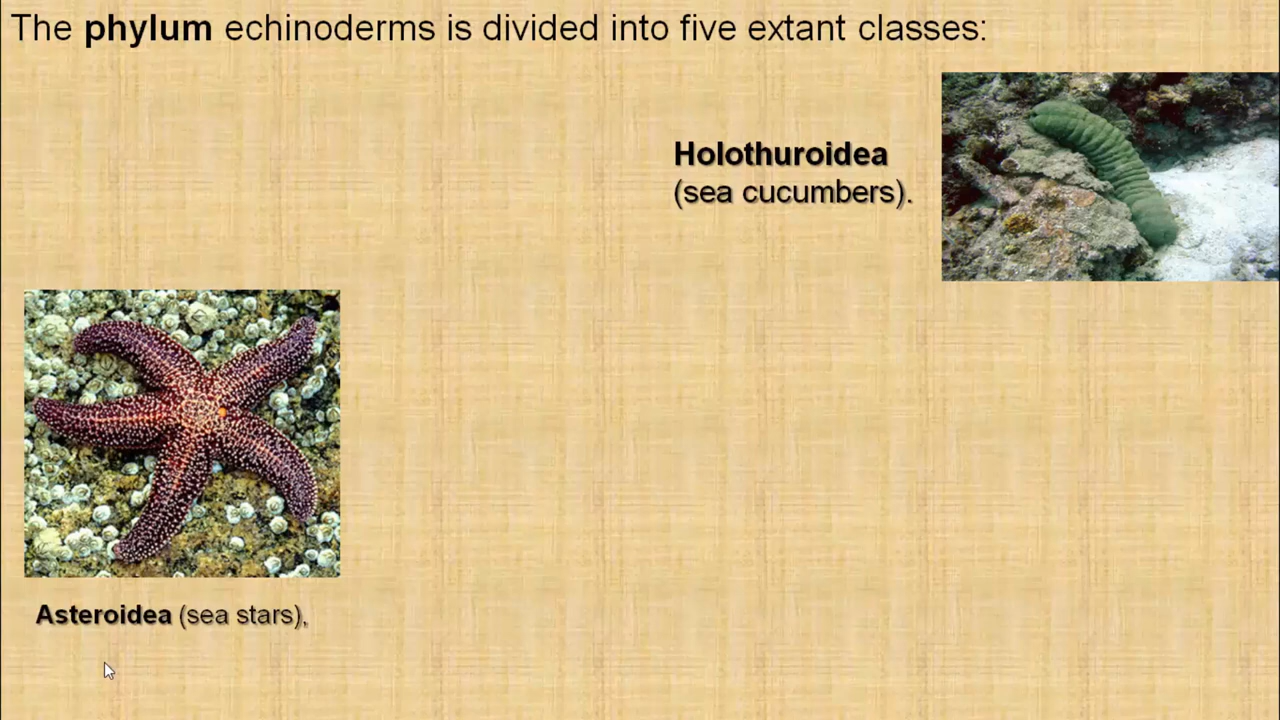 The phylum echinoderms is divided into five extant classes:
Holothuroidea
(sea cucumbers).
Asteroidea (sea stars),